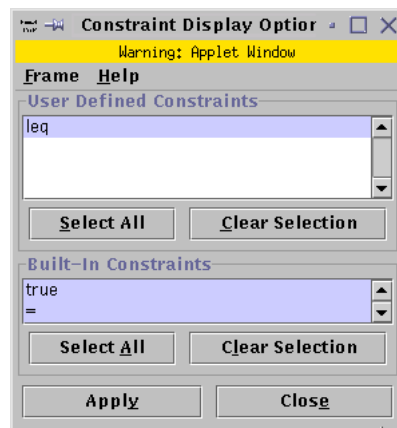 Constraint Display Optior
Warning: Applet Window
Frame Help
User Defined Constraints
leq
Select All Clear Selection
Built-In Constraints
true
=
Select All Clear Selection
Apply Close